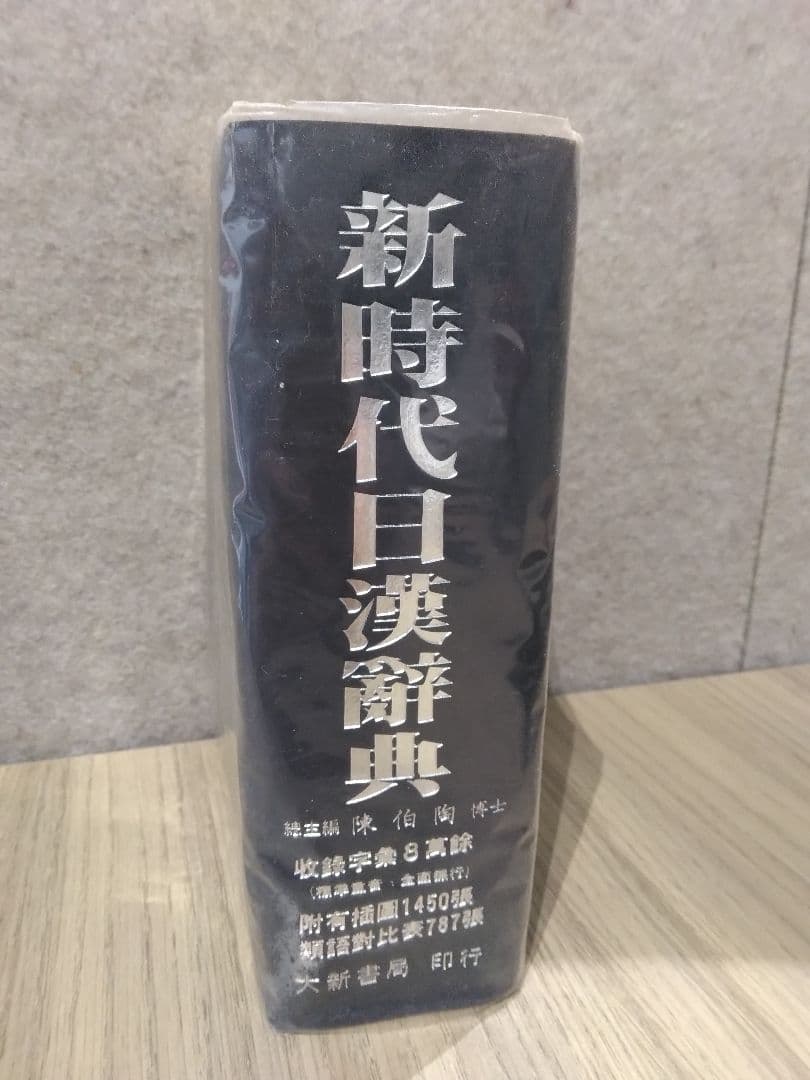 新時代日漢辭典
總主編 陳伯陶 博士
收錄字彙8萬餘
(標準重音、全面標行)
附有插圖1450張
類語對比表787張
大新書局 印行